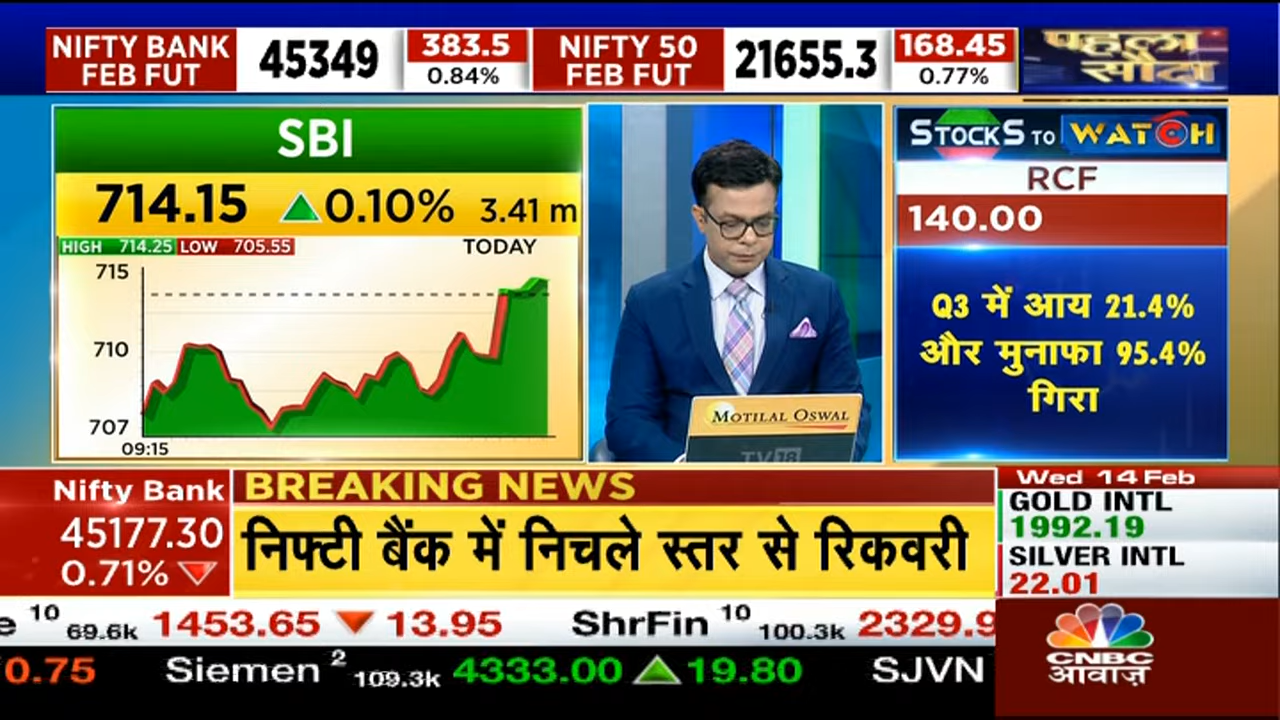 NIFTY BANK
FEB FUT
45349
383.5
0.84%
NIFTY 50
FEB FUT
21655.3
168.45
0.77%
पहला
सौदा
SBI
714.15
0.10%
3.41 m
HIGH 714.25 LOW 705.55
TODAY
715
710
707
09:15
MOTILAL OSWAL
TV18
STOCKS TO WATCH
RCF
140.00
Q3 में आय 21.4%
और मुनाफा 95.4%
गिरा
Nifty Bank
45177.30
0.71%
BREAKING NEWS
निफ्टी बैंक में निचले स्तर से रिकवरी
Wed 14 Feb
GOLD INTL
1992.19
SILVER INTL
22.01
e 10 69.6k 1453.65 13.95 ShrFin 10 100.3k 2329.9
0.75 Siemen 2 109.3k 4333.00 19.80 SJVN
CNBC
आवाज़